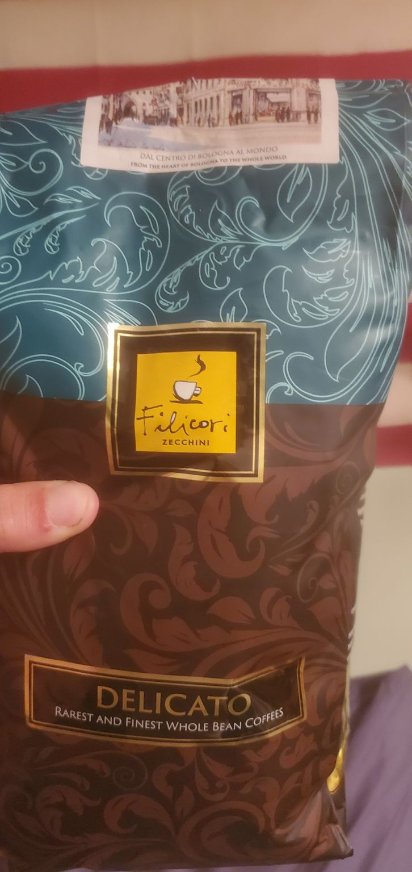 DAL CENTRO DI BOLOGNA AL MONDO
FROM THE HEART OF BOLOGNA TO THE WHOLE WORLD
Filicori
ZECCHINI
DELICATO
RAREST AND FINEST WHOLE BEAN COFFEES